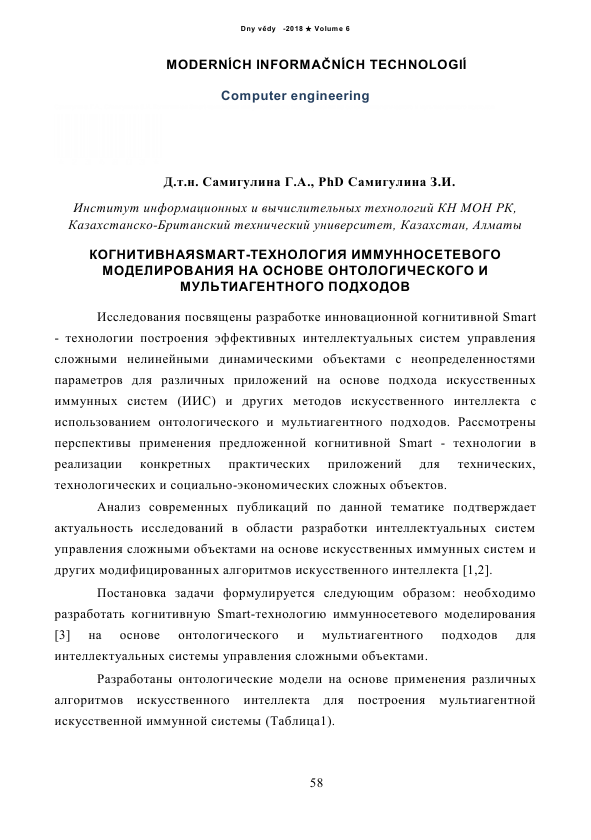 Dny vědy -2018 ★ Volume 6
MODERNÍCH INFORMAČNÍCH TECHNOLOGIÍ
Computer engineering
Д.т.н. Самигулина Г.А., PhD Самигулина З.И.
Институт информационных и вычислительных технологий КН МОН РК,
Казахстанско-Британский технический университет, Казахстан, Алматы
КОГНИТИВНАЯSMART-ТЕХНОЛОГИЯ ИММУННОСЕТЕВОГО
МОДЕЛИРОВАНИЯ НА ОСНОВЕ ОНТОЛОГИЧЕСКОГО И
МУЛЬТИАГЕНТНОГО ПОДХОДОВ
Исследования посвящены разработке инновационной когнитивной Smart
- технологии построения эффективных интеллектуальных систем управления
сложными нелинейными динамическими объектами с неопределенностями
параметров для различных приложений на основе подхода искусственных
иммунных систем (ИИС) и других методов искусственного интеллекта с
использованием онтологического и мультиагентного подходов. Рассмотрены
перспективы применения предложенной когнитивной Smart - технологии в
реализации конкретных практических приложений для технических,
технологических и социально-экономических сложных объектов.
Анализ современных публикаций по данной тематике подтверждает
актуальность исследований в области разработки интеллектуальных систем
управления сложными объектами на основе искусственных иммунных систем и
других модифицированных алгоритмов искусственного интеллекта [1,2].
Постановка задачи формулируется следующим образом: необходимо
разработать когнитивную Smart-технологию иммунносетевого моделирования
[3] на основе онтологического и мультиагентного подходов для
интеллектуальных системы управления сложными объектами.
Разработаны онтологические модели на основе применения различных
алгоритмов искусственного интеллекта для построения мультиагентной
искусственной иммунной системы (Таблица1).
58